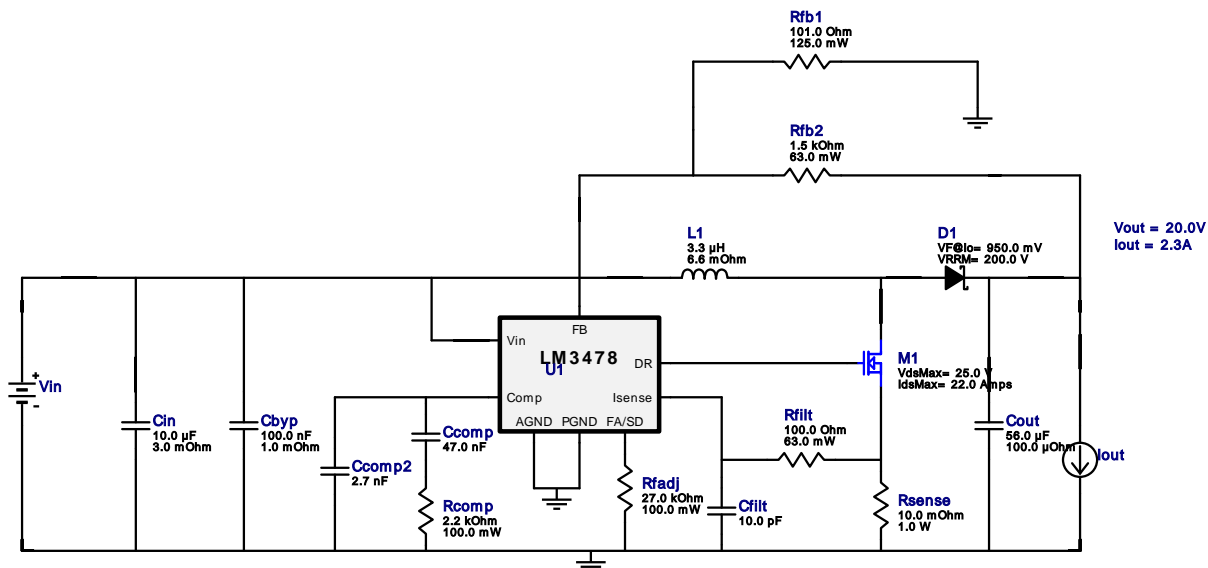 Rfb1
101.0 Ohm
125.0 mW
Rfb2
1.5 kOhm
63.0 mW
Vout = 20.0V
Iout = 2.3A
L1
3.3 µH
6.6 mOhm
D1
VF@Io= 950.0 mV
VRRM= 200.0 V
FB
Vin
LM3478
U1
DR
Comp
Isense
AGND PGND FA/SD
M1
VdsMax= 25.0 V
IdsMax= 22.0 Amps
+
Vin
-
Cin
10.0 µF
3.0 mOhm
Cbyp
100.0 nF
1.0 mOhm
Ccomp
47.0 nF
Ccomp2
2.7 nF
Rcomp
2.2 kOhm
100.0 mW
Rfadj
27.0 kOhm
100.0 mW
Rfilt
100.0 Ohm
63.0 mW
Cfilt
10.0 pF
Rsense
10.0 mOhm
1.0 W
Cout
56.0 µF
100.0 µOhm
Iout